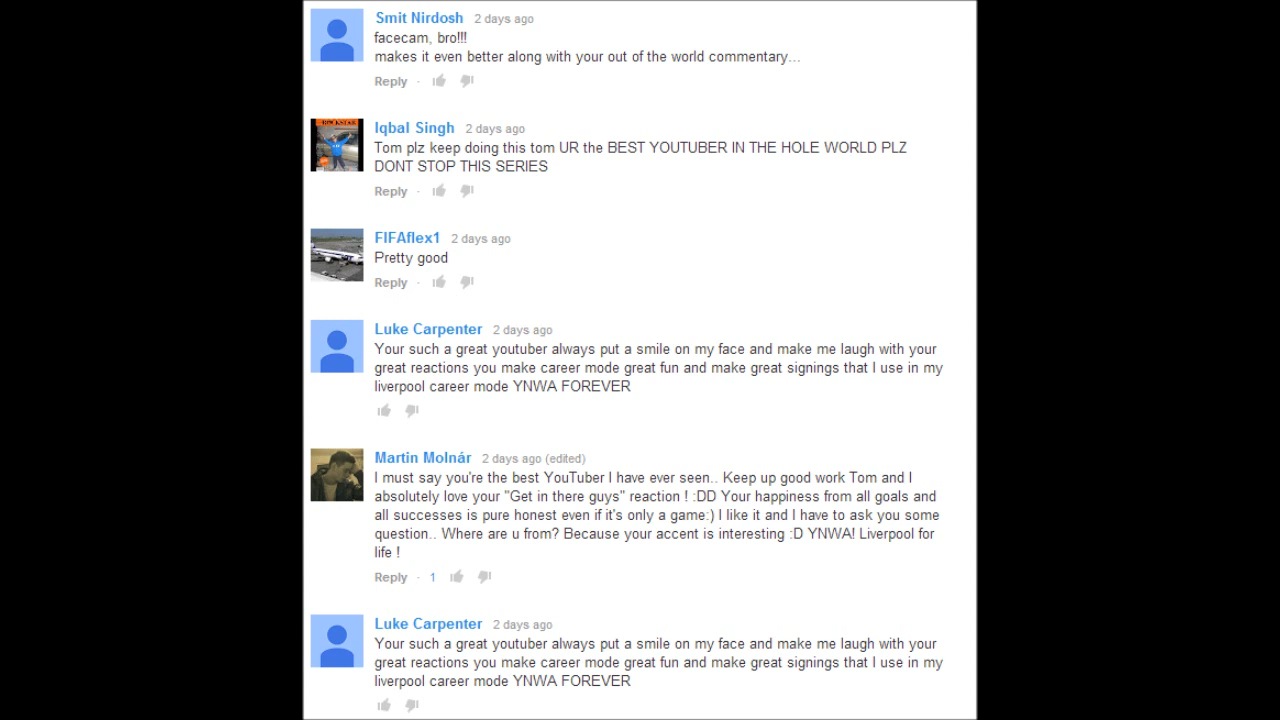 Smit Nirdosh 2 days ago
facecam, bro!!!
makes it even better along with your out of the world commentary...
Reply ·
ROCKSTAR
Iqbal Singh 2 days ago
Tom plz keep doing this tom UR the BEST YOUTUBER IN THE HOLE WORLD PLZ
DONT STOP THIS SERIES
Reply ·
FIFAflex1 2 days ago
Pretty good
Reply ·
Luke Carpenter 2 days ago
Your such a great youtuber always put a smile on my face and make me laugh with your
great reactions you make career mode great fun and make great signings that I use in my
liverpool career mode YNWA FOREVER
Martin Molnár 2 days ago (edited)
I must say you're the best YouTuber I have ever seen.. Keep up good work Tom and I
absolutely love your "Get in there guys" reaction ! :DD Your happiness from all goals and
all successes is pure honest even if it's only a game:) I like it and I have to ask you some
question.. Where are u from? Because your accent is interesting :D YNWA! Liverpool for
life !
Reply · 1
Luke Carpenter 2 days ago
Your such a great youtuber always put a smile on my face and make me laugh with your
great reactions you make career mode great fun and make great signings that I use in my
liverpool career mode YNWA FOREVER